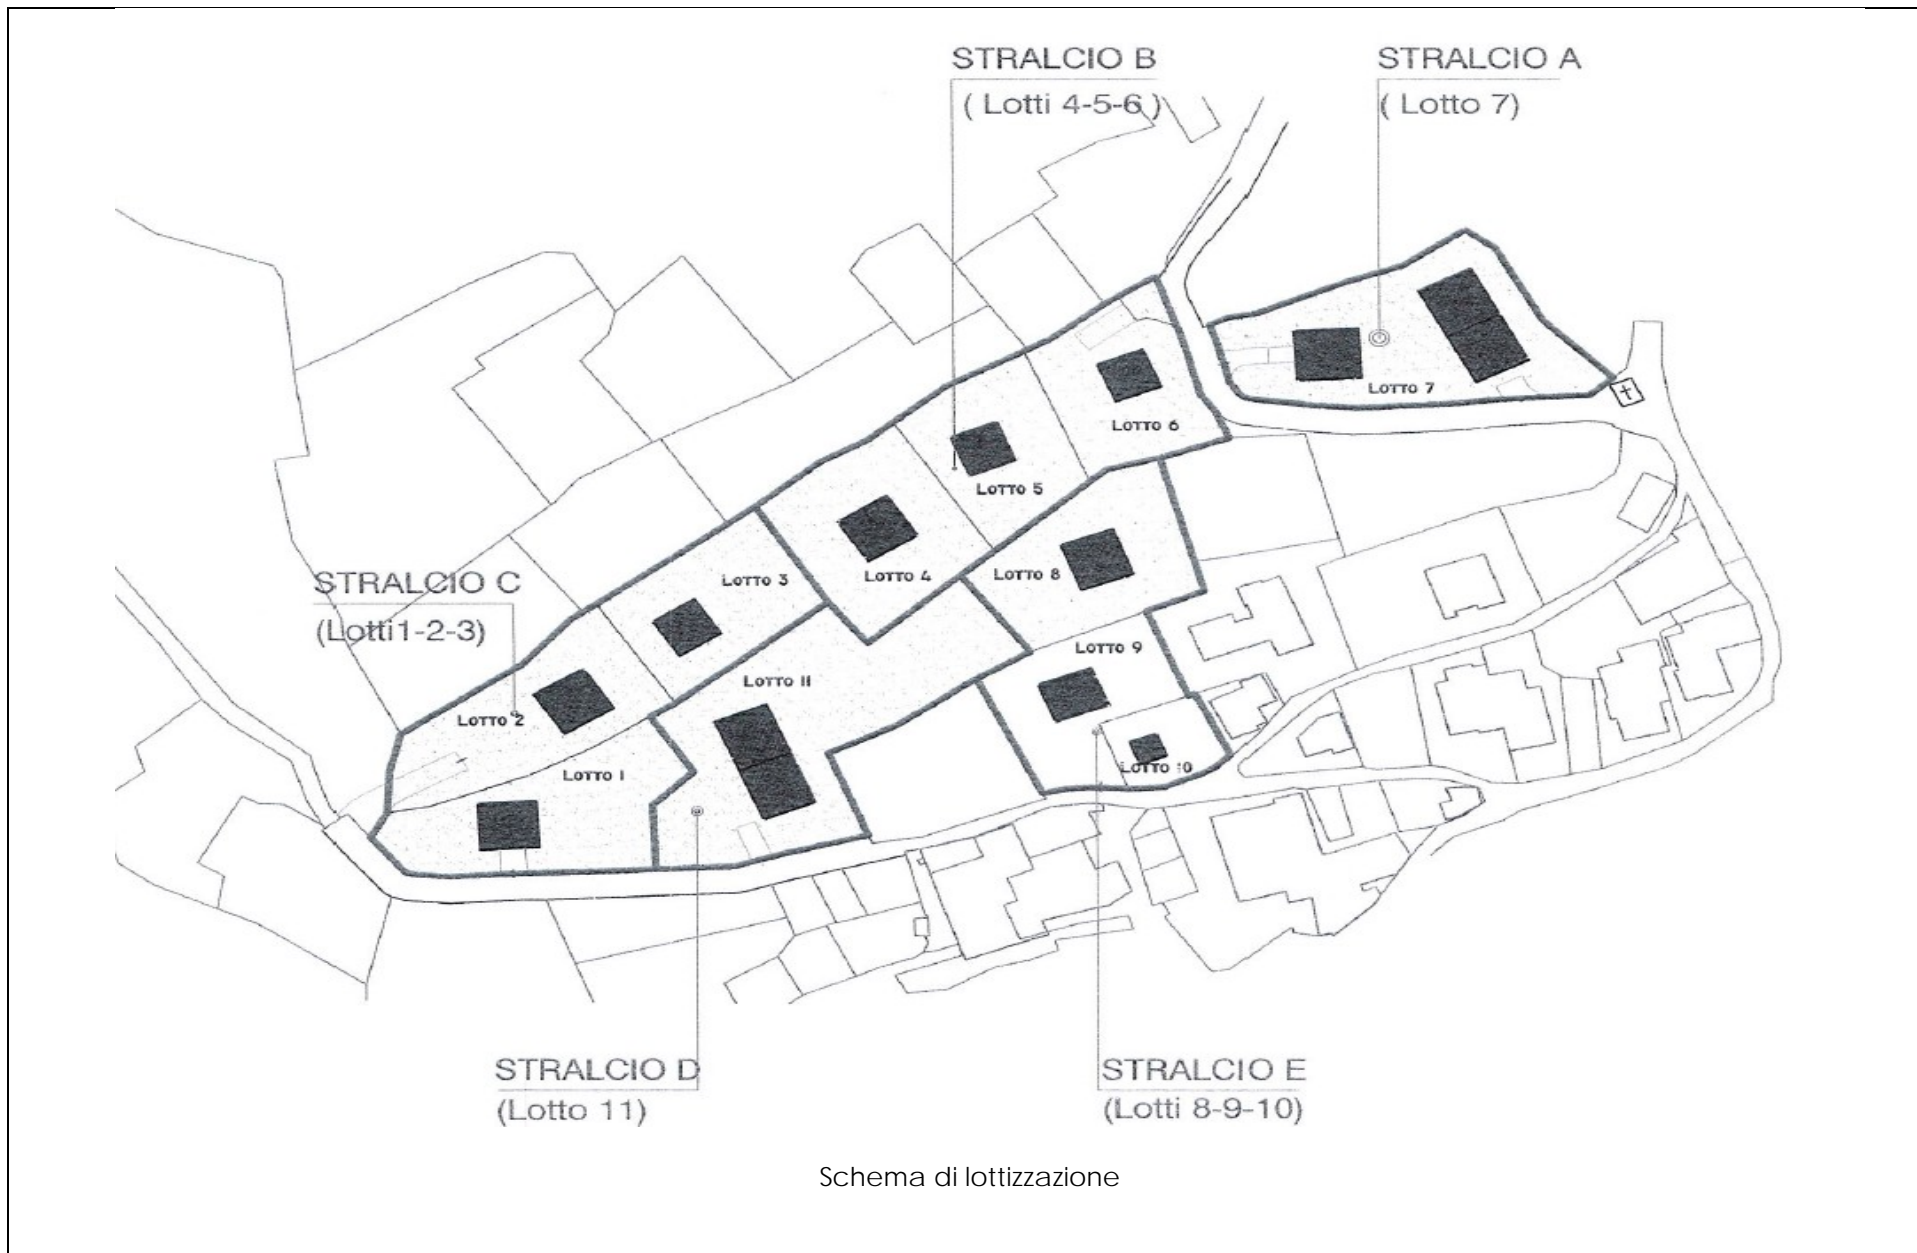 STRALCIO B
( Lotti 4-5-6 )
STRALCIO A
( Lotto 7)
LOTTO 7
LOTTO 6
LOTTO 5
LOTTO 4
LOTTO 3
LOTTO 8
STRALCIO C
(Lotti1-2-3)
LOTTO 9
LOTTO 11
LOTTO 2
LOTTO 1
LOTTO 10
STRALCIO D
(Lotto 11)
STRALCIO E
(Lotti 8-9-10)
Schema di lottizzazione